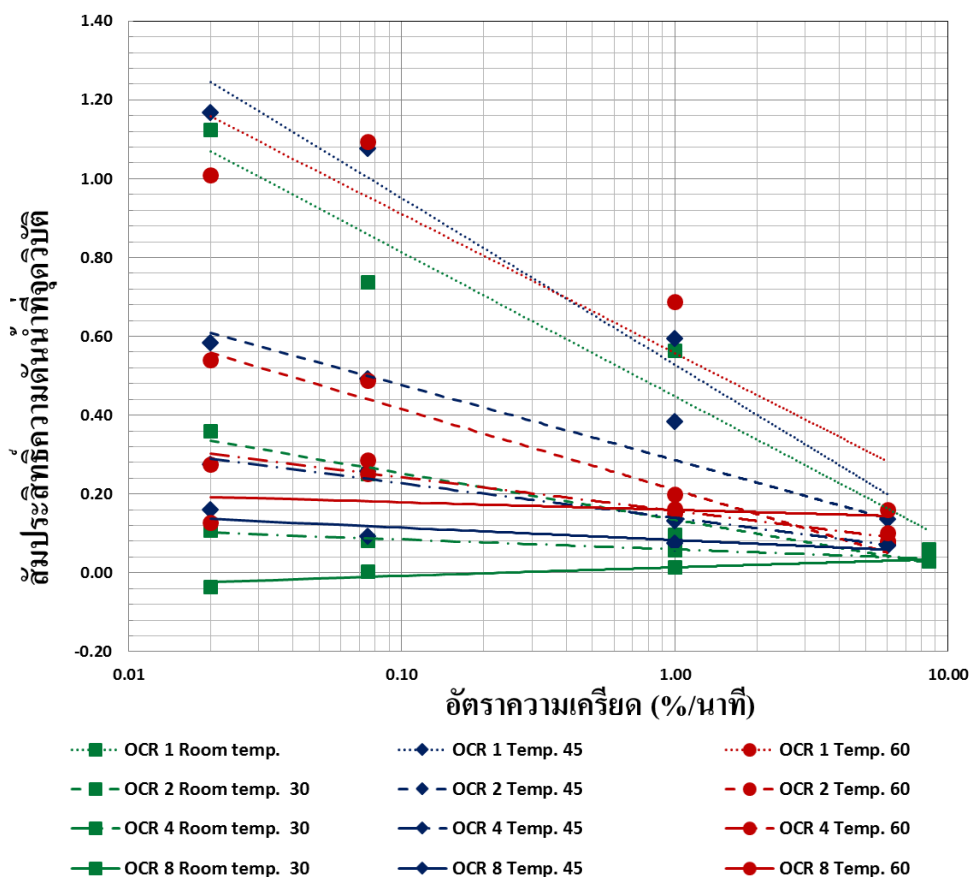 1.40
1.20
1.00
0.80
0.60
0.40
0.20
0.00
-0.20
สัมประสิทธิ์ความดันน้ำที่จุดวิบัติ
0.01 0.10 1.00 10.00
อัตราความเครียด (%/นาที)
OCR 1 Room temp. OCR 1 Temp. 45 OCR 1 Temp. 60
OCR 2 Room temp. 30 OCR 2 Temp. 45 OCR 2 Temp. 60
OCR 4 Room temp. 30 OCR 4 Temp. 45 OCR 4 Temp. 60
OCR 8 Room temp. 30 OCR 8 Temp. 45 OCR 8 Temp. 60